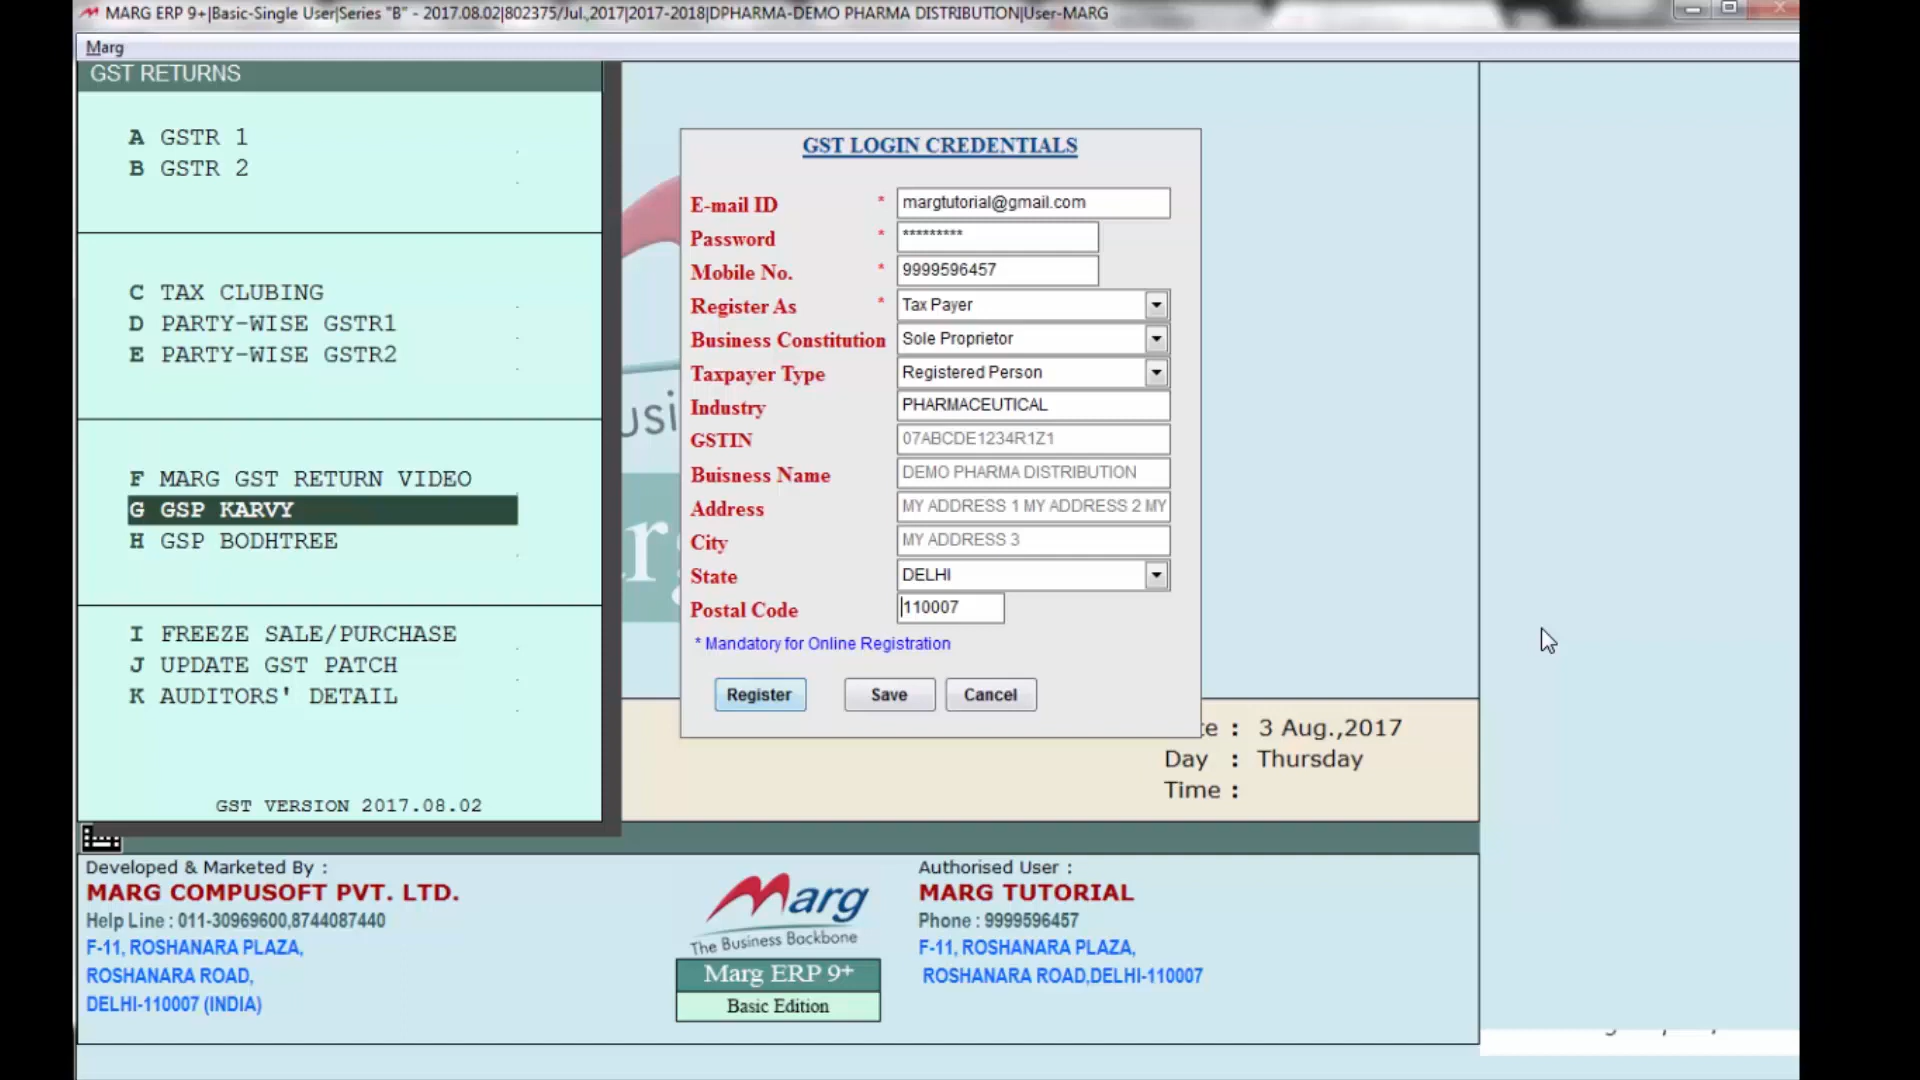 MARG ERP 9+|Basic-Single User|Series "B" - 2017.08.02|802375/Jul.,2017|2017-2018|DPHARMA-DEMO PHARMA DISTRIBUTION|User-MARG
Marg
GST RETURNS
A GSTR 1
B GSTR 2
C TAX CLUBING
D PARTY-WISE GSTR1
E PARTY-WISE GSTR2
F MARG GST RETURN VIDEO
G GSP KARVY
H GSP BODHTREE
I FREEZE SALE/PURCHASE
J UPDATE GST PATCH
K AUDITORS' DETAIL
GST VERSION 2017.08.02
GST LOGIN CREDENTIALS
E-mail ID * margtutorial@gmail.com
Password * *********
Mobile No. * 9999596457
Register As * Tax Payer
Business Constitution Sole Proprietor
Taxpayer Type Registered Person
Industry PHARMACEUTICAL
GSTIN 07ABCDE1234R1Z1
Buisness Name DEMO PHARMA DISTRIBUTION
Address MY ADDRESS 1 MY ADDRESS 2 MY
City MY ADDRESS 3
State DELHI
Postal Code 110007
* Mandatory for Online Registration
Register Save Cancel
: 3 Aug.,2017
Day : Thursday
Time :
Developed & Marketed By :
MARG COMPUSOFT PVT. LTD.
Help Line : 011-30969600,8744087440
F-11, ROSHANARA PLAZA,
ROSHANARA ROAD,
DELHI-110007 (INDIA)
Marg
The Business Backbone
Marg ERP 9+
Basic Edition
Authorised User :
MARG TUTORIAL
Phone : 9999596457
F-11, ROSHANARA PLAZA,
ROSHANARA ROAD,DELHI-110007